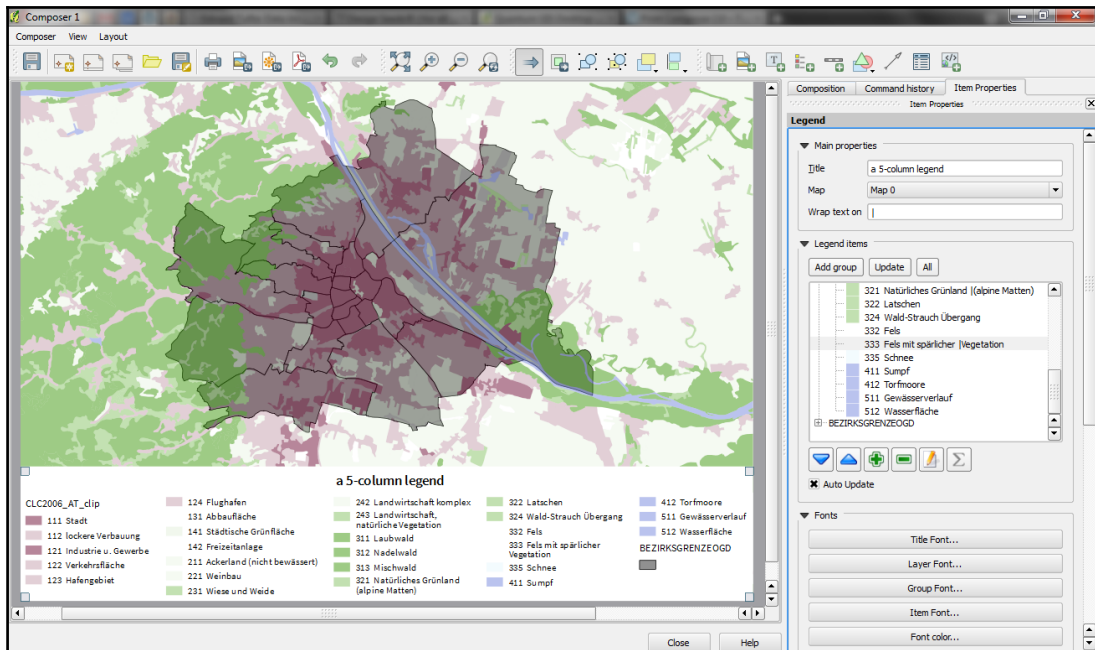 Composer 1
Composer View Layout
Composition Command history Item Properties
Item Properties
Legend
Main properties
Title a 5-column legend
Map Map 0
Wrap text on |
Legend items
Add group Update All
321 Natürliches Grünland |(alpine Matten)
322 Latschen
324 Wald-Strauch Übergang
332 Fels
333 Fels mit spärlicher |Vegetation
335 Schnee
411 Sumpf
412 Torfmoore
511 Gewässerverlauf
512 Wasserfläche
BEZIRKSGRENZEOGD
Σ
Auto Update
Fonts
Title Font...
Layer Font...
Group Font...
Item Font...
Font color...
a 5-column legend
CLC2006_AT_clip
111 Stadt
112 lockere Verbauung
121 Industrie u. Gewerbe
122 Verkehrsfläche
123 Hafengebiet
124 Flughafen
131 Abbaufläche
141 Städtische Grünfläche
142 Freizeitanlage
211 Ackerland (nicht bewässert)
221 Weinbau
231 Wiese und Weide
242 Landwirtschaft komplex
243 Landwirtschaft,
natürliche Vegetation
311 Laubwald
312 Nadelwald
313 Mischwald
321 Natürliches Grünland
(alpine Matten)
322 Latschen
324 Wald-Strauch Übergang
332 Fels
333 Fels mit spärlicher
Vegetation
335 Schnee
411 Sumpf
412 Torfmoore
511 Gewässerverlauf
512 Wasserfläche
BEZIRKSGRENZEOGD
Close Help